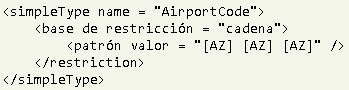 <simpleType name = "AirportCode">
<base de restricción = "cadena">
<patrón valor = "[AZ] [AZ] [AZ]" />
</restriction>
</simpleType>